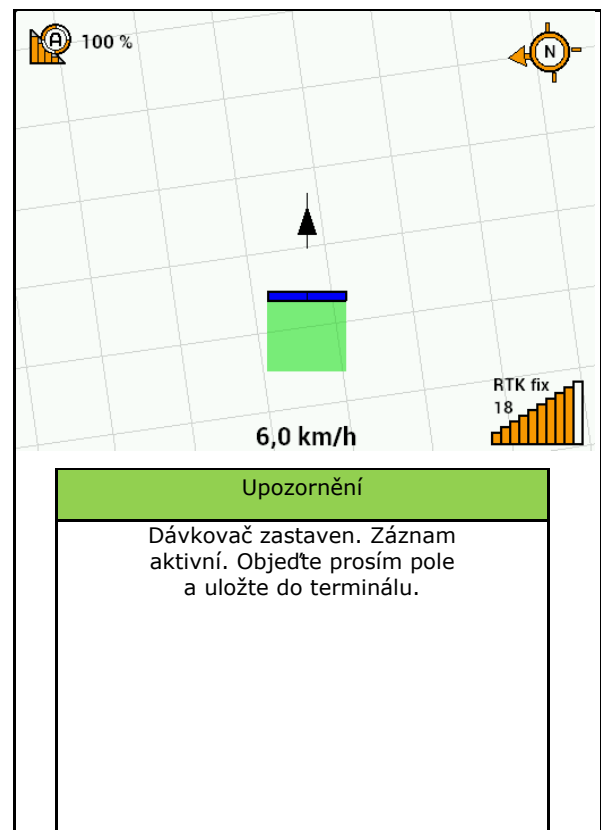 A 100 %
N
RTK fix
18
6,0 km/h
Upozornění
Dávkovač zastaven. Záznam
aktivní. Objeďte prosím pole
a uložte do terminálu.